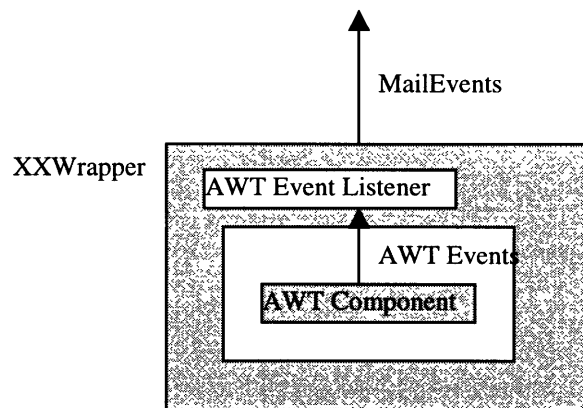 MailEvents
XXWrapper
AWT Event Listener
AWT Events
AWT Component